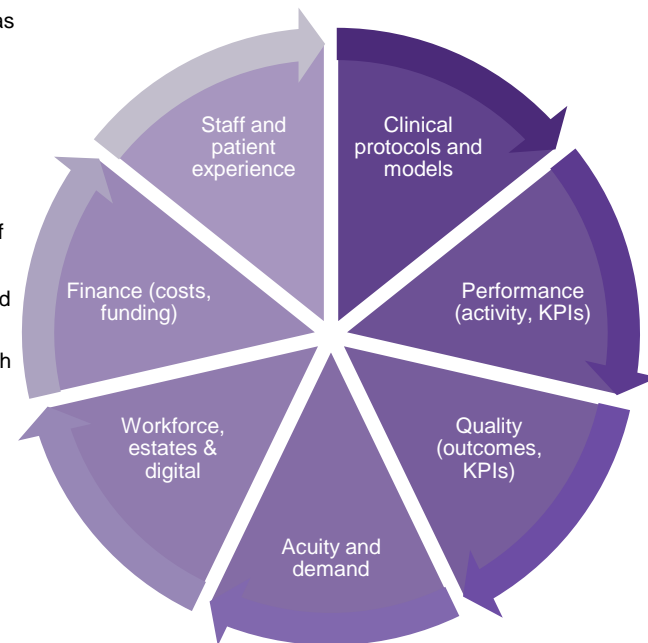 as
f
d
h
Staff and
patient
experience
Clinical
protocols and
models
Performance
(activity, KPIs)
Quality
(outcomes,
KPIs)
Acuity and
demand
Workforce,
estates &
digital
Finance (costs,
funding)